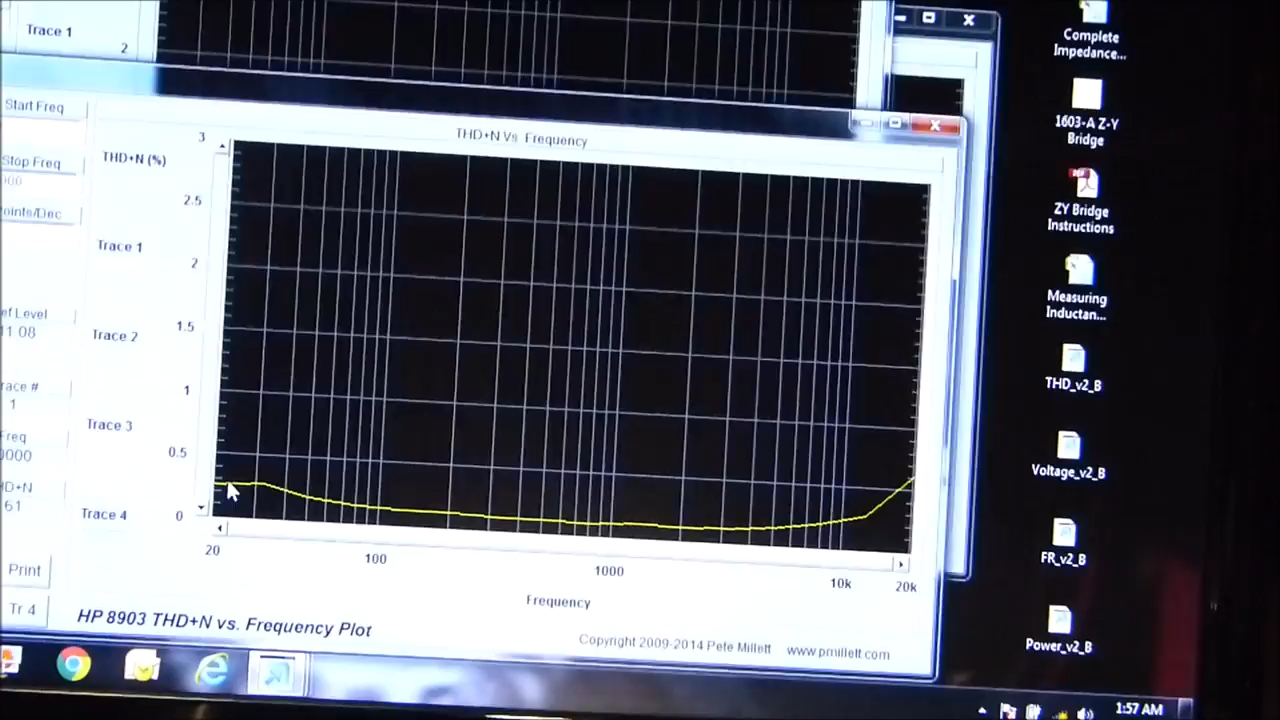 Trace 1
2
Complete
Impedance...
1603-A Z-Y
Bridge
ZY Bridge
Instructions
Measuring
Inductan...
THD_v2_B
Voltage_v2_B
FR_v2_B
Power_v2_B
Start Freq
Stop Freq
Trace #
1
THD+N Vs. Frequency
THD+N (%)
3
2.5
Trace 1
2
1.5
Trace 2
1
Trace 3
0.5
Trace 4
0
20
100
1000
10k
20k
Frequency
Print
Tr 4
HP 8903 THD+N vs. Frequency Plot
Copyright 2009-2014 Pete Millett www.pmillett.com
1:57 AM